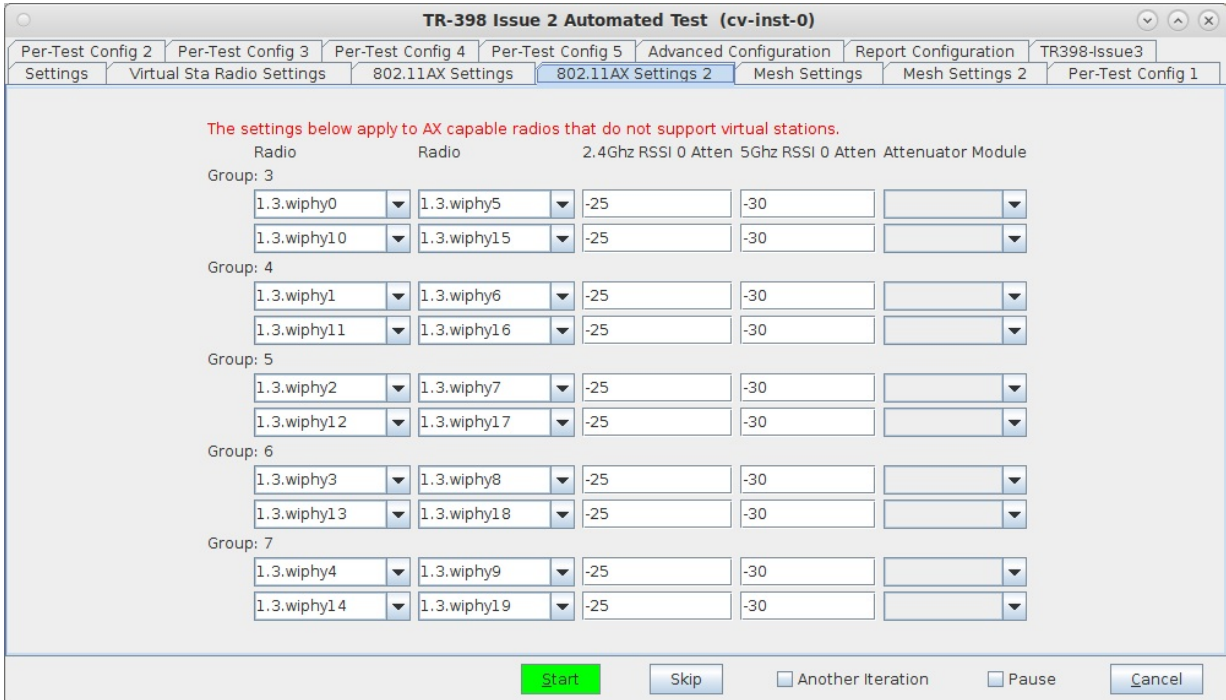 TR-398 Issue 2 Automated Test (cv-inst-0)
Per-Test Config 2 Per-Test Config 3 Per-Test Config 4 Per-Test Config 5 Advanced Configuration Report Configuration TR398-Issue3
Settings Virtual Sta Radio Settings 802.11AX Settings 802.11AX Settings 2 Mesh Settings Mesh Settings 2 Per-Test Config 1
The settings below apply to AX capable radios that do not support virtual stations.
Radio Radio 2.4Ghz RSSI 0 Atten 5Ghz RSSI 0 Atten Attenuator Module
Group: 3
1.3.wiphy0 1.3.wiphy5 -25 -30
1.3.wiphy10 1.3.wiphy15 -25 -30
Group: 4
1.3.wiphy1 1.3.wiphy6 -25 -30
1.3.wiphy11 1.3.wiphy16 -25 -30
Group: 5
1.3.wiphy2 1.3.wiphy7 -25 -30
1.3.wiphy12 1.3.wiphy17 -25 -30
Group: 6
1.3.wiphy3 1.3.wiphy8 -25 -30
1.3.wiphy13 1.3.wiphy18 -25 -30
Group: 7
1.3.wiphy4 1.3.wiphy9 -25 -30
1.3.wiphy14 1.3.wiphy19 -25 -30
Start Skip Another Iteration Pause Cancel